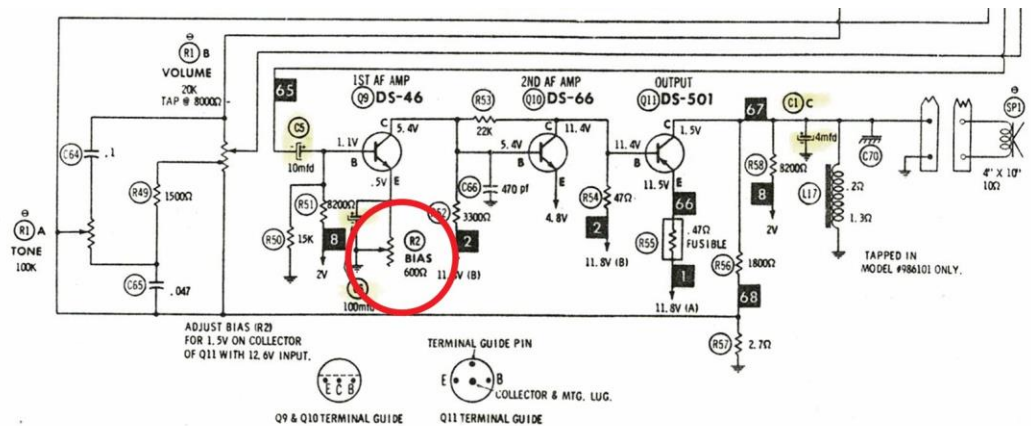 R1 B
VOLUME
20K
TAP @ 8000Ω
65
1ST AF AMP
Q9 DS-46
R53
22K
2ND AF AMP
Q10 DS-66
OUTPUT
Q11 DS-501
67
C1 C
4mfd
SP1
4" X 10"
10Ω
C64
.1
C5
10mfd
1.1V
B
C
5.4V
.5V
E
5.4V
B
C
11.4V
E
4.8V
11.4V
B
C
1.5V
11.5V
E
66
R58
8200Ω
8
2V
C70
L17
.2Ω
1.3Ω
R49
1500Ω
C66
470 pf
R54
47Ω
2
11.8V (B)
R51
8200Ω
R50
15K
8
2V
R2
BIAS
600Ω
3300Ω
2
11.8V (B)
100mfd
R55
.47Ω
FUSIBLE
1
11.8V (A)
R56
1800Ω
68
R57
2.7Ω
R1 A
TONE
100K
C65
.047
TAPPED IN
MODEL #986101 ONLY.
ADJUST BIAS (R2)
FOR 1.5V ON COLLECTOR
OF Q11 WITH 12.6V INPUT.
E C B
Q9 & Q10 TERMINAL GUIDE
TERMINAL GUIDE PIN
E
B
COLLECTOR & MTG. LUG.
Q11 TERMINAL GUIDE